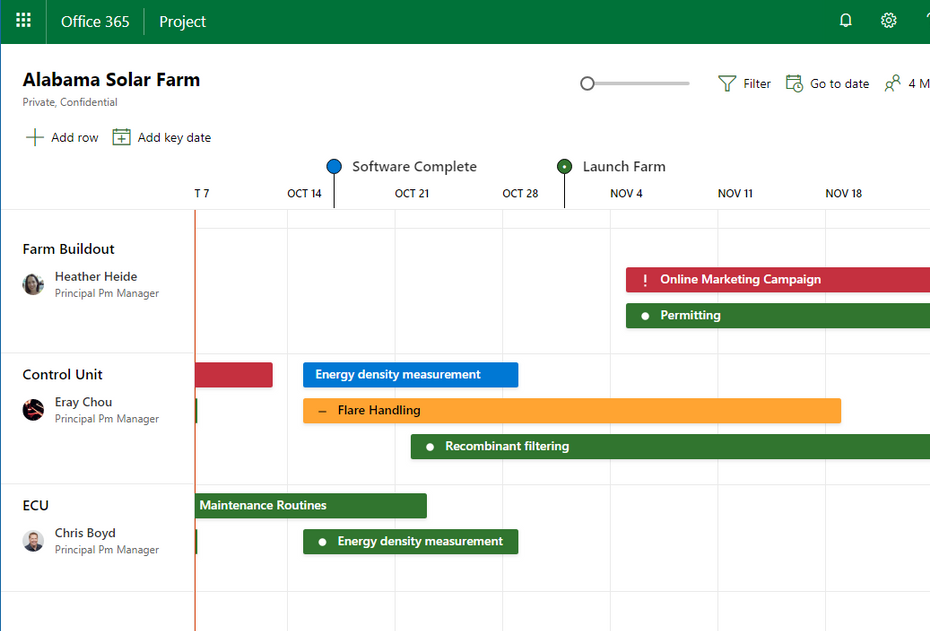 Office 365 Project
Alabama Solar Farm
Private, Confidential
Filter Go to date 4 M
Add row Add key date
Software Complete Launch Farm
T 7 OCT 14 OCT 21 OCT 28 NOV 4 NOV 11 NOV 18
Farm Buildout
Heather Heide
Principal Pm Manager
! Online Marketing Campaign
Permitting
Control Unit
Eray Chou
Principal Pm Manager
Energy density measurement
– Flare Handling
Recombinant filtering
ECU
Chris Boyd
Principal Pm Manager
Maintenance Routines
Energy density measurement